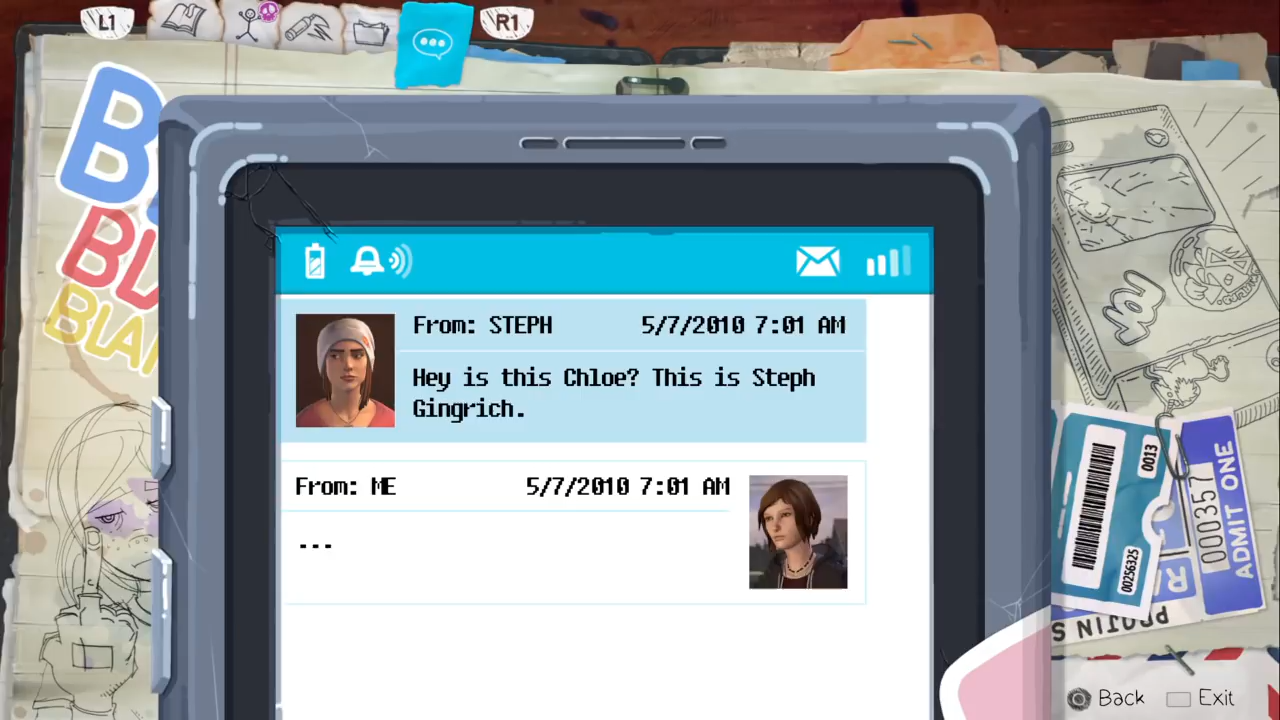 L1
R1
From: STEPH 5/7/2010 7:01 AM
Hey is this Chloe? This is Steph
Gingrich.
From: ME 5/7/2010 7:01 AM
...
0013
00256325
000357
ADMIT ONE
Back
Exit